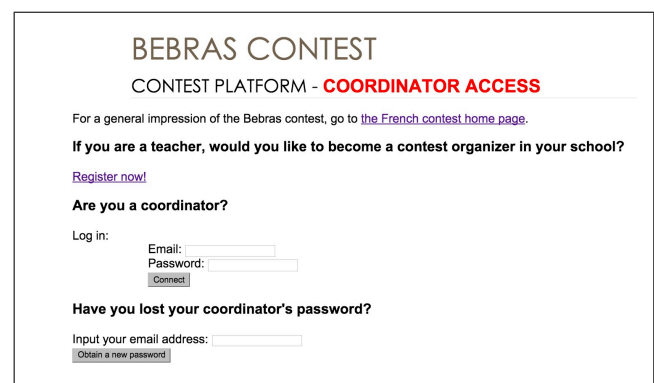 BEBRAS CONTEST
CONTEST PLATFORM - COORDINATOR ACCESS
For a general impression of the Bebras contest, go to the French contest home page.
If you are a teacher, would you like to become a contest organizer in your school?
Register now!
Are you a coordinator?
Log in:
Email:
Password:
Connect
Have you lost your coordinator's password?
Input your email address:
Obtain a new password